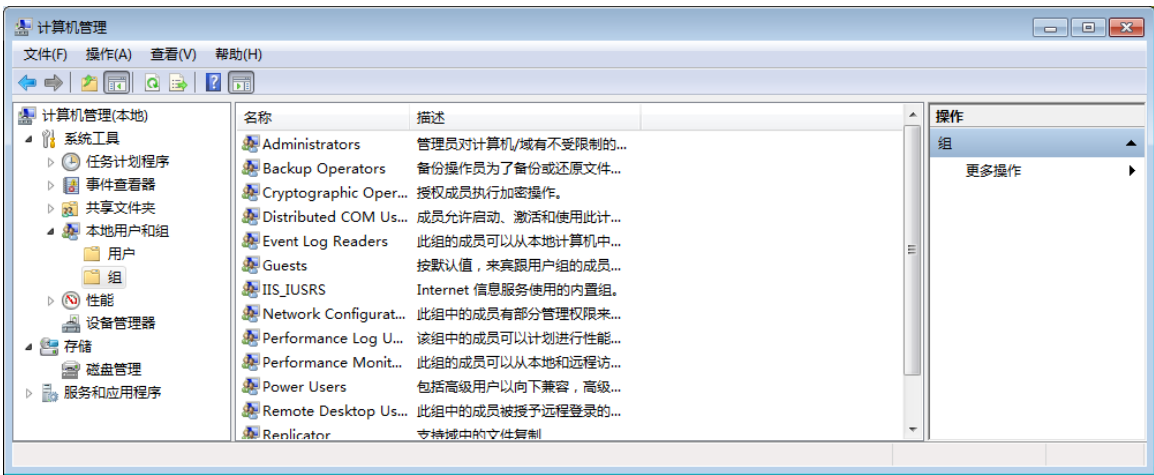 计算机管理
文件(F) 操作(A) 查看(V) 帮助(H)
计算机管理(本地)
系统工具
任务计划程序
事件查看器
共享文件夹
本地用户和组
用户
组
性能
设备管理器
存储
磁盘管理
服务和应用程序
名称 描述
Administrators 管理员对计算机/域有不受限制的...
Backup Operators 备份操作员为了备份或还原文件...
Cryptographic Oper... 授权成员执行加密操作。
Distributed COM Us... 成员允许启动、激活和使用此计...
Event Log Readers 此组的成员可以从本地计算机中...
Guests 按默认值，来宾跟用户组的成员...
IIS_IUSRS Internet 信息服务使用的内置组。
Network Configurat... 此组中的成员有部分管理权限来...
Performance Log U... 该组中的成员可以计划进行性能...
Performance Monit... 此组的成员可以从本地和远程访...
Power Users 包括高级用户以向下兼容，高级...
Remote Desktop Us... 此组中的成员被授予远程登录的...
Replicator 支持域中的文件复制
操作
组
更多操作